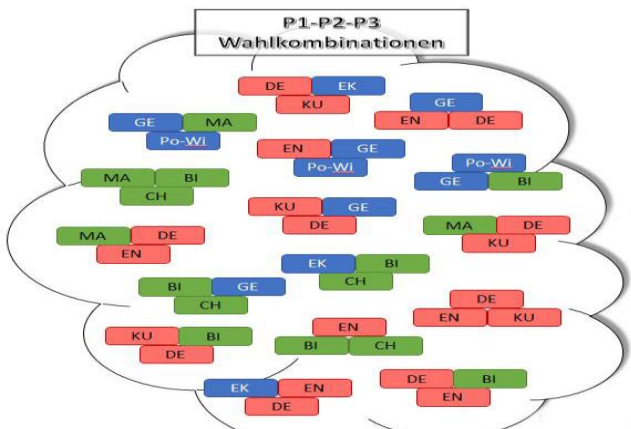 P1-P2-P3
Wahlkombinationen
DE EK
KU
GE
EN DE
GE MA
Po-Wi
EN GE
Po-Wi
Po-Wi
GE BI
MA BI
CH
KU GE
DE
MA DE
KU
MA DE
EN
EK BI
CH
BI GE
CH
DE
EN KU
KU BI
DE
EN
BI CH
EK EN
DE
DE BI
EN